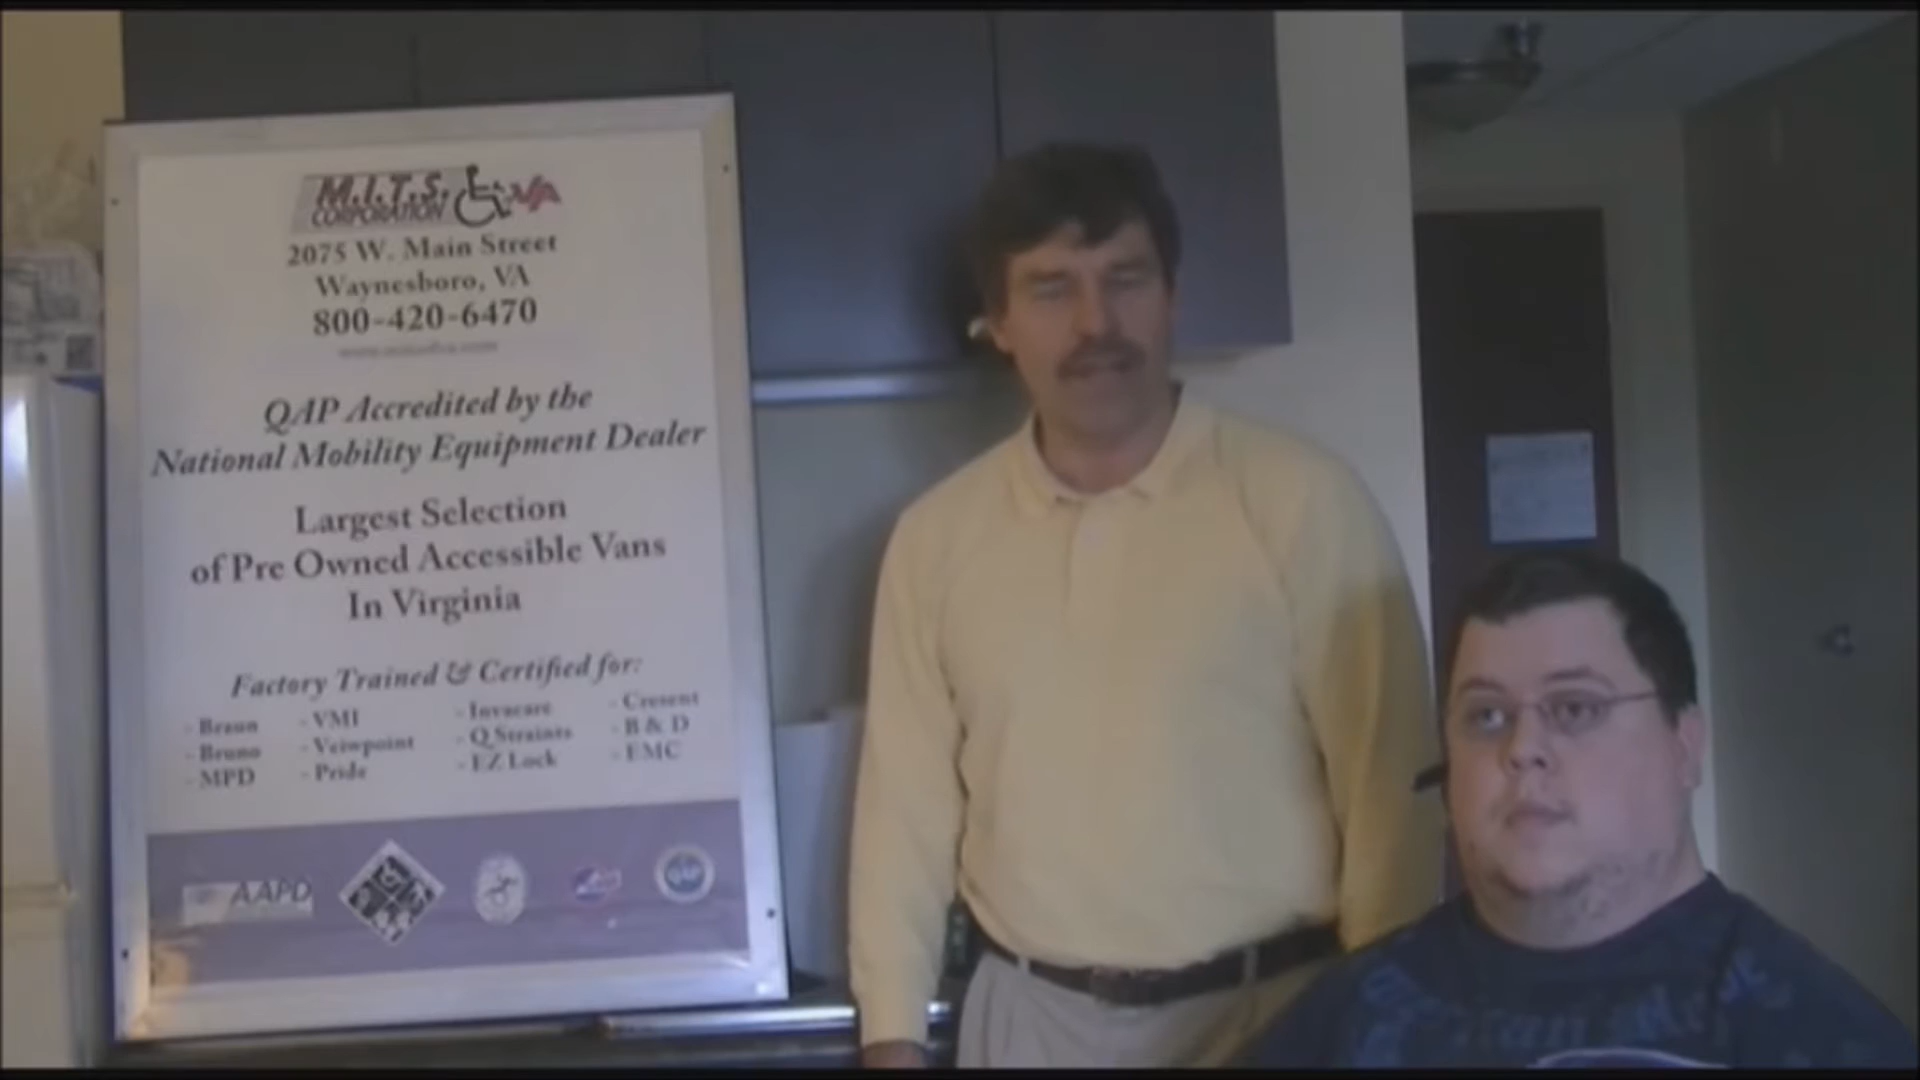 M.I.T.S. VA
CORPORATION
2075 W. Main Street
Waynesboro, VA
800-420-6470
QAP Accredited by the
National Mobility Equipment Dealer
Largest Selection
of Pre Owned Accessible Vans
In Virginia
Factory Trained & Certified for:
- Braun - VMI - Invacare - Cresent
- Bruno - Veiwpoint - Q Straints - B & D
- MPD - Pride - EZ Lock - EMC
AAPD
QAP